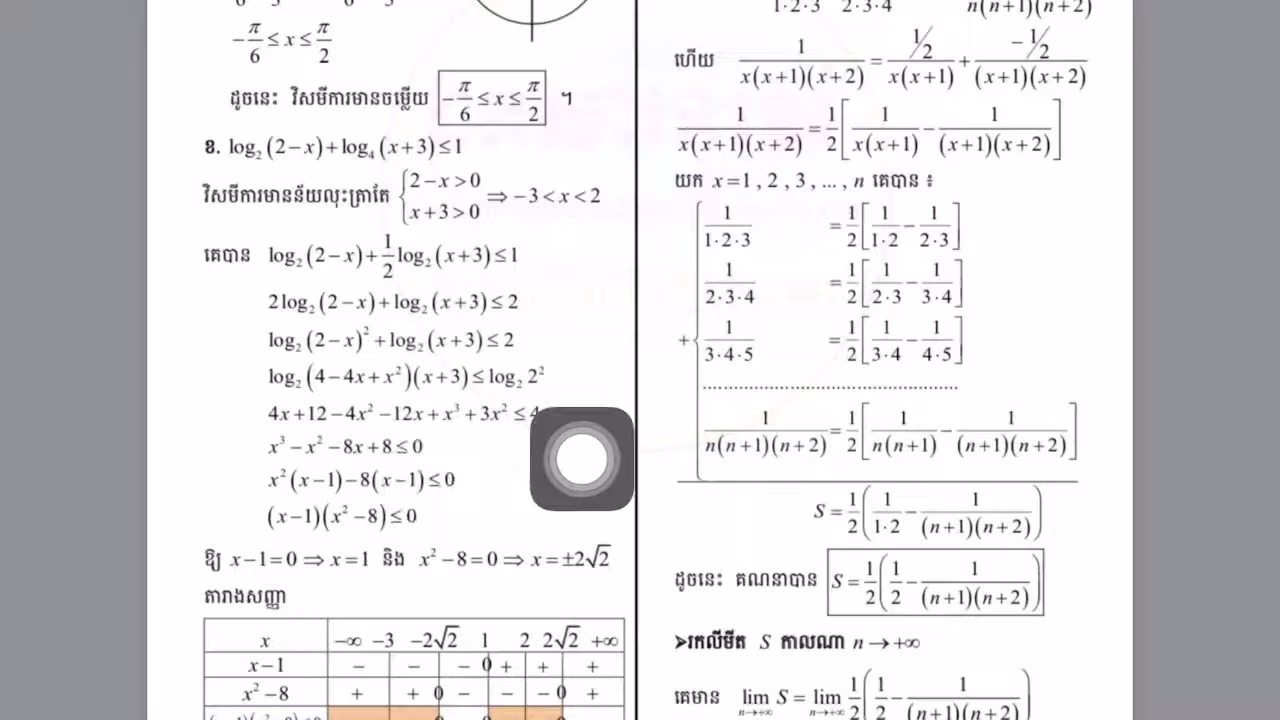 -π/6 ≤ x ≤ π/2
ដូចនេះ វិសមីការមានចម្លើយ -π/6 ≤ x ≤ π/2 ។
ខ. log₂(2−x)+log₄(x+3) ≤ 1
វិសមីការមានន័យលុះត្រាតែ {2−x>0 x+3>0 ⇒ −3<x<2
គេបាន log₂(2−x)+1/2 log₂(x+3) ≤ 1
2log₂(2−x)+log₂(x+3) ≤ 2
log₂(2−x)²+log₂(x+3) ≤ 2
log₂(4−4x+x²)(x+3) ≤ log₂ 2²
4x+12−4x²−12x+x³+3x² ≤ 4
x³−x²−8x+8 ≤ 0
x²(x−1)−8(x−1) ≤ 0
(x−1)(x²−8) ≤ 0
ឱ្យ x−1=0 ⇒ x=1 និង x²−8=0 ⇒ x=±2√2
តារាងសញ្ញា
x −∞ −3 −2√2 1 2 2√2 +∞
x−1 − − − 0 + + +
x²−8 + + 0 − − − 0 +
1·2·3 2·3·4 n(n+1)(n+2)
ហើយ 1/(x(x+1)(x+2)) = (1/2)/(x(x+1)) + (−1/2)/((x+1)(x+2))
1/(x(x+1)(x+2)) = 1/2[1/(x(x+1)) − 1/((x+1)(x+2))]
យក x=1 , 2 , 3 , ... , n គេបាន ៖
1/(1·2·3) = 1/2[1/(1·2) − 1/(2·3)]
1/(2·3·4) = 1/2[1/(2·3) − 1/(3·4)]
+ 1/(3·4·5) = 1/2[1/(3·4) − 1/(4·5)]
................................................
1/(n(n+1)(n+2)) = 1/2[1/(n(n+1)) − 1/((n+1)(n+2))]
S = 1/2(1/(1·2) − 1/((n+1)(n+2)))
ដូចនេះ គណនាបាន S = 1/2(1/2 − 1/((n+1)(n+2)))
➢រកលីមីត S កាលណា n → +∞
គេមាន lim n→+∞ S = lim n→+∞ 1/2(1/2 − 1/((n+1)(n+2)))